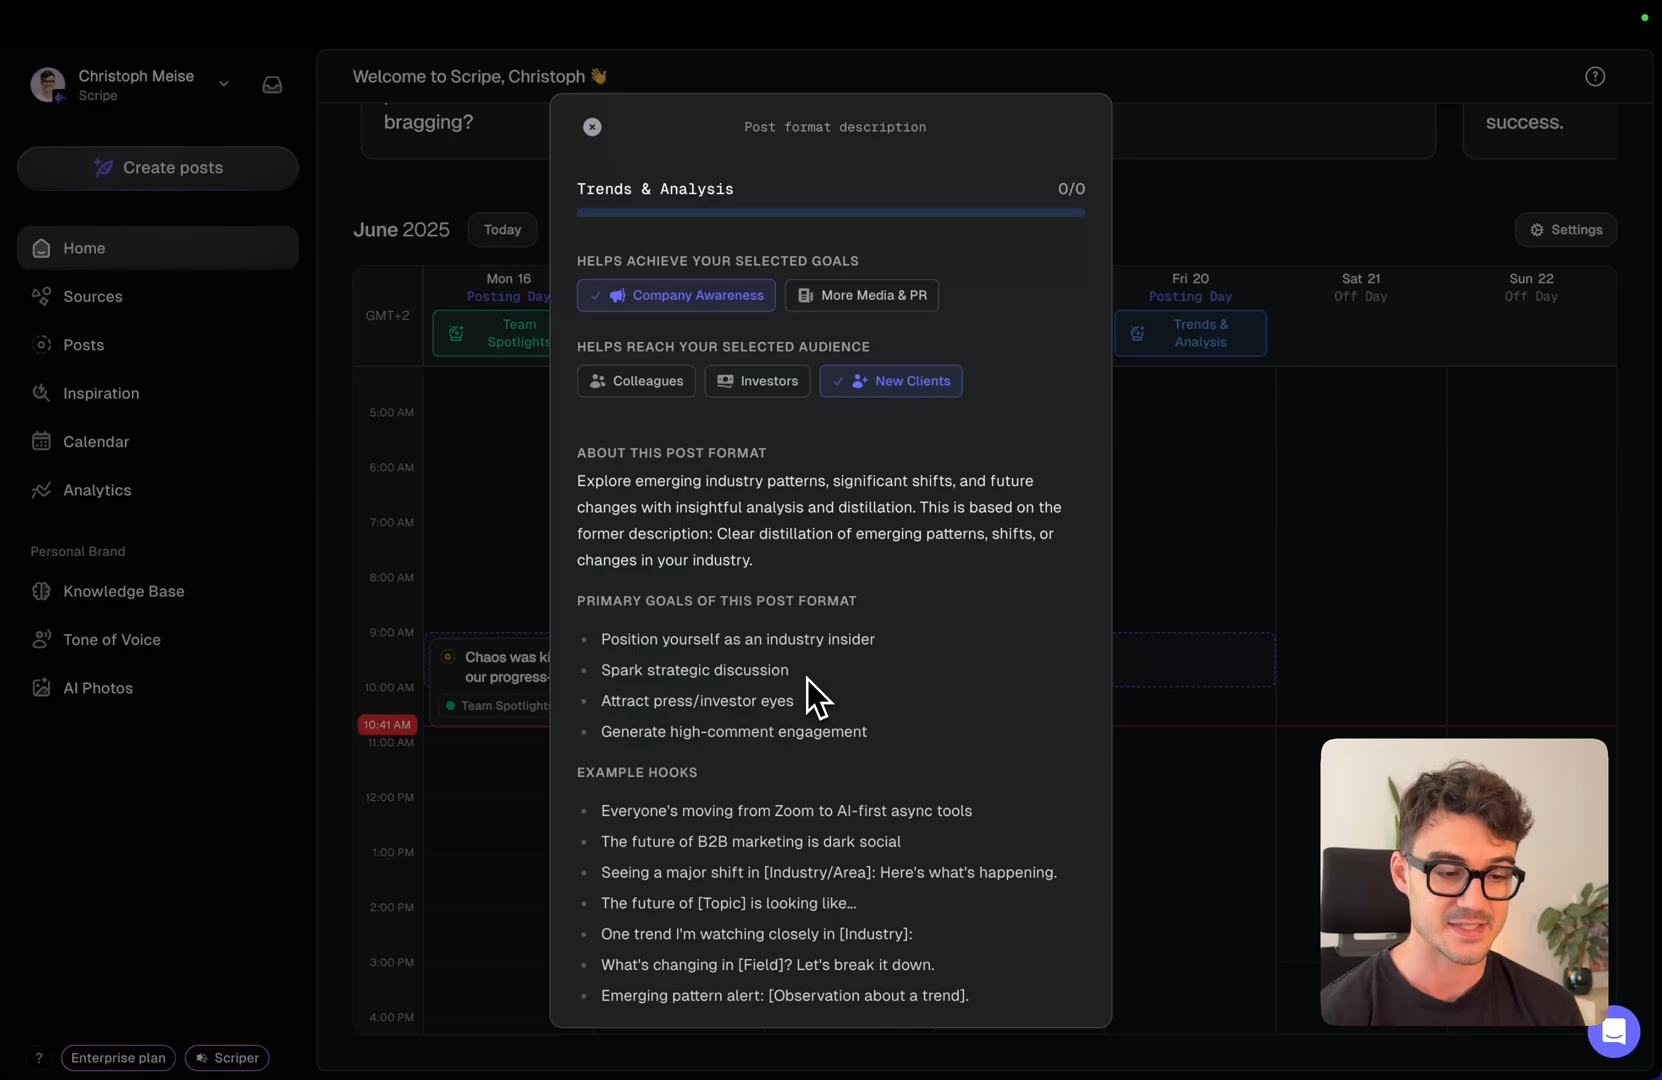 Christoph Meise
Scripe
Create posts
Home
Sources
Posts
Inspiration
Calendar
Analytics
Personal Brand
Knowledge Base
Tone of Voice
AI Photos
?
Enterprise plan
Scriper
Welcome to Scripe, Christoph 👋
?
bragging?
success.
June 2025
Today
Settings
GMT+2
Mon 16
Posting Day
Team
Spotlights
Fri 20
Posting Day
Trends &
Analysis
Sat 21
Off Day
Sun 22
Off Day
5:00 AM
6:00 AM
7:00 AM
8:00 AM
9:00 AM
10:00 AM
10:41 AM
11:00 AM
12:00 PM
1:00 PM
2:00 PM
3:00 PM
4:00 PM
Chaos was ki
our progress-
Team Spotlight
Post format description
Trends & Analysis
0/0
HELPS ACHIEVE YOUR SELECTED GOALS
Company Awareness
More Media & PR
HELPS REACH YOUR SELECTED AUDIENCE
Colleagues
Investors
New Clients
ABOUT THIS POST FORMAT
Explore emerging industry patterns, significant shifts, and future
changes with insightful analysis and distillation. This is based on the
former description: Clear distillation of emerging patterns, shifts, or
changes in your industry.
PRIMARY GOALS OF THIS POST FORMAT
Position yourself as an industry insider
Spark strategic discussion
Attract press/investor eyes
Generate high-comment engagement
EXAMPLE HOOKS
Everyone's moving from Zoom to AI-first async tools
The future of B2B marketing is dark social
Seeing a major shift in [Industry/Area]: Here's what's happening.
The future of [Topic] is looking like...
One trend I'm watching closely in [Industry]:
What's changing in [Field]? Let's break it down.
Emerging pattern alert: [Observation about a trend].